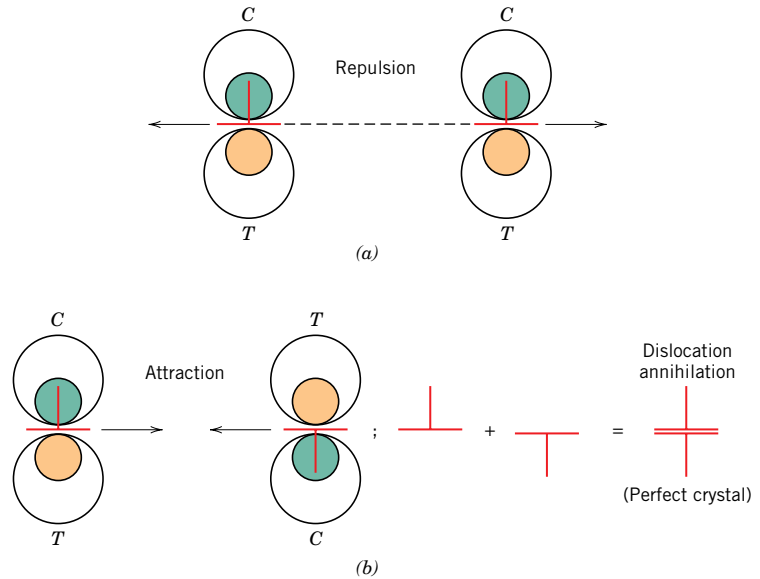 C C
Repulsion
T T
(a)
C T
Attraction
Dislocation
annihilation
; + =
(Perfect crystal)
T C
(b)